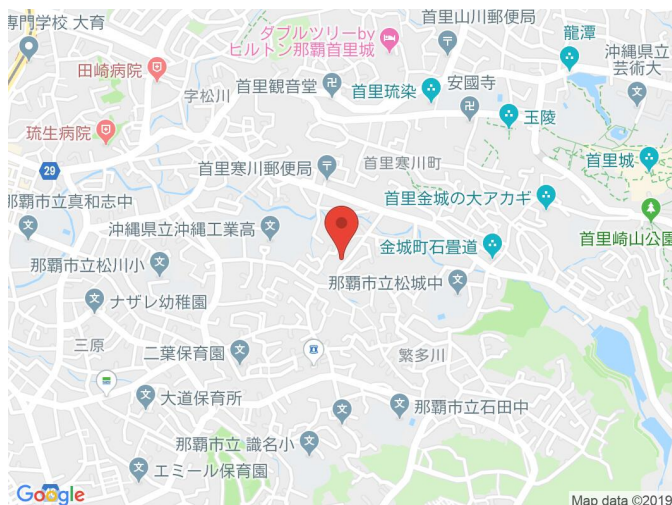 専門学校 大育
ダブルツリーby
ヒルトン那覇首里城
首里山川郵便局
龍潭
沖縄県立
芸術大
田崎病院
字松川
首里観音堂
首里琉染
安國寺
玉陵
琉生病院
29
首里寒川郵便局
首里寒川町
首里城
那覇市立真和志中
沖縄県立沖縄工業高
首里金城の大アカギ
首里崎山公園
那覇市立松川小
金城町石畳道
那覇市立松城中
ナザレ幼稚園
三原
二葉保育園
繁多川
大道保育所
那覇市立石田中
那覇市立 識名小
エミール保育園
Google
Map data ©2019